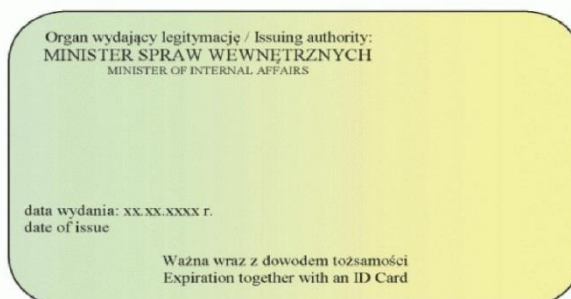 Organ wydający legitymację / Issuing authority:
MINISTER SPRAW WEWNĘTRZNYCH
MINISTER OF INTERNAL AFFAIRS
data wydania: xx.xx.xxxx r.
date of issue
Ważna wraz z dowodem tożsamości
Expiration together with an ID Card